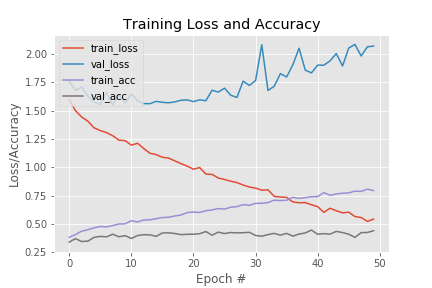 Training Loss and Accuracy
train_loss
val_loss
train_acc
val_acc
2.00
1.75
1.50
1.25
1.00
0.75
0.50
0.25
Loss/Accuracy
0 10 20 30 40 50
Epoch #